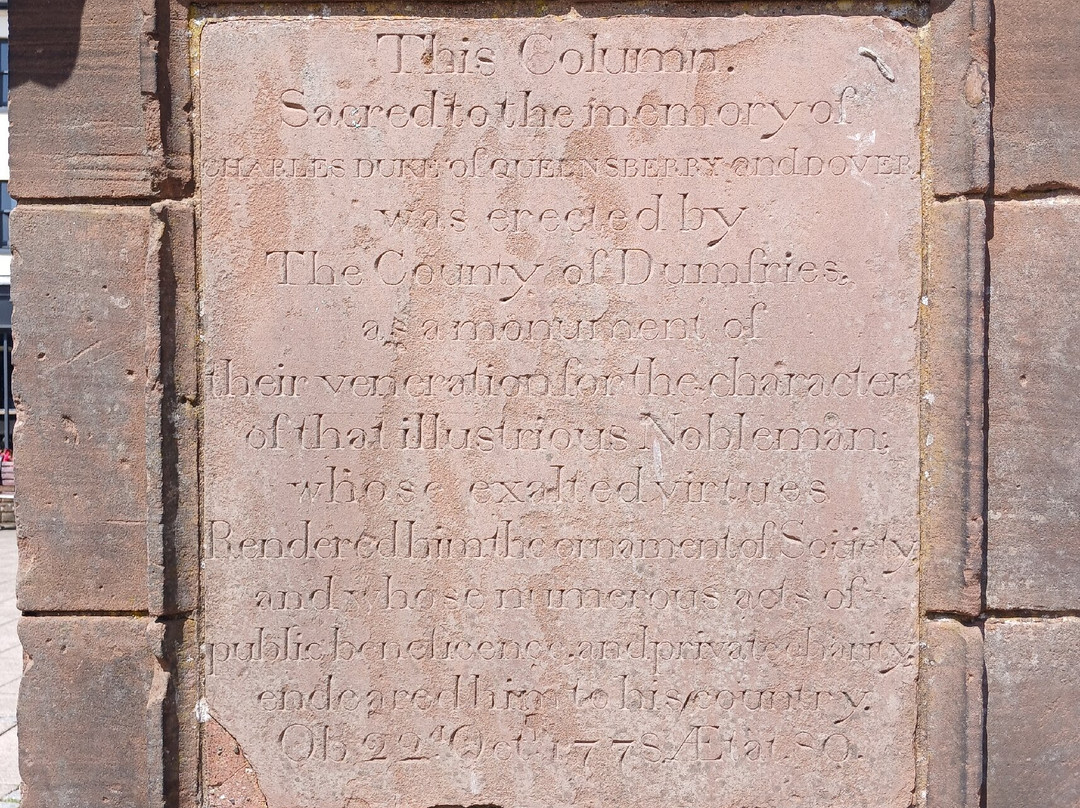 This Column.
Sacred to the memory of
CHARLES DUKE of QUEENSBERRY and DOVER,
was erected by
The County of Dumfries,
as a monument of
their veneration for the character
of that illustrious Nobleman;
whose exalted virtues
Rendered him the ornament of Society
and whose numerous acts of
public beneficence and private charity
endeared him to his country.
Ob. 22d Octr. 1778 Ætat 80.